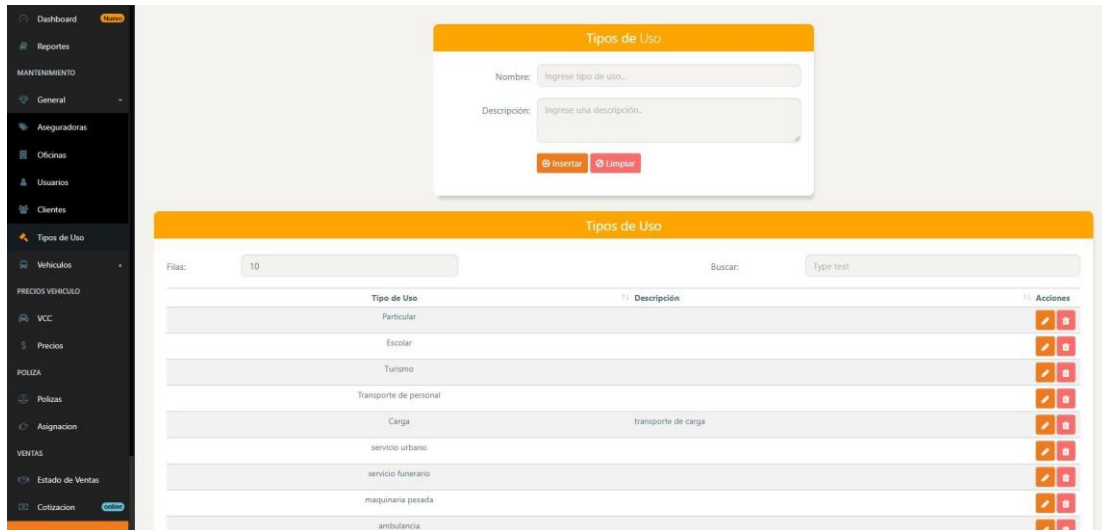 Dashboard Nuevo
Reportes
MANTENIMIENTO
General
Aseguradoras
Oficinas
Usuarios
Clientes
Tipos de Uso
Vehiculos
PRECIOS VEHICULO
VCC
Precios
POLIZA
Polizas
Asignacion
VENTAS
Estado de Ventas
Cotizacion online
Tipos de Uso
Nombre: Ingrese tipo de uso..
Descripción: Ingrese una descripción..
Insertar Limpiar
Tipos de Uso
Filas: 10 Buscar: Type text
Tipo de Uso Descripción Acciones
Particular
Escolar
Turismo
Transporte de personal
Carga transporte de carga
servicio urbano
servicio funerario
maquinaria pesada
ambulancia